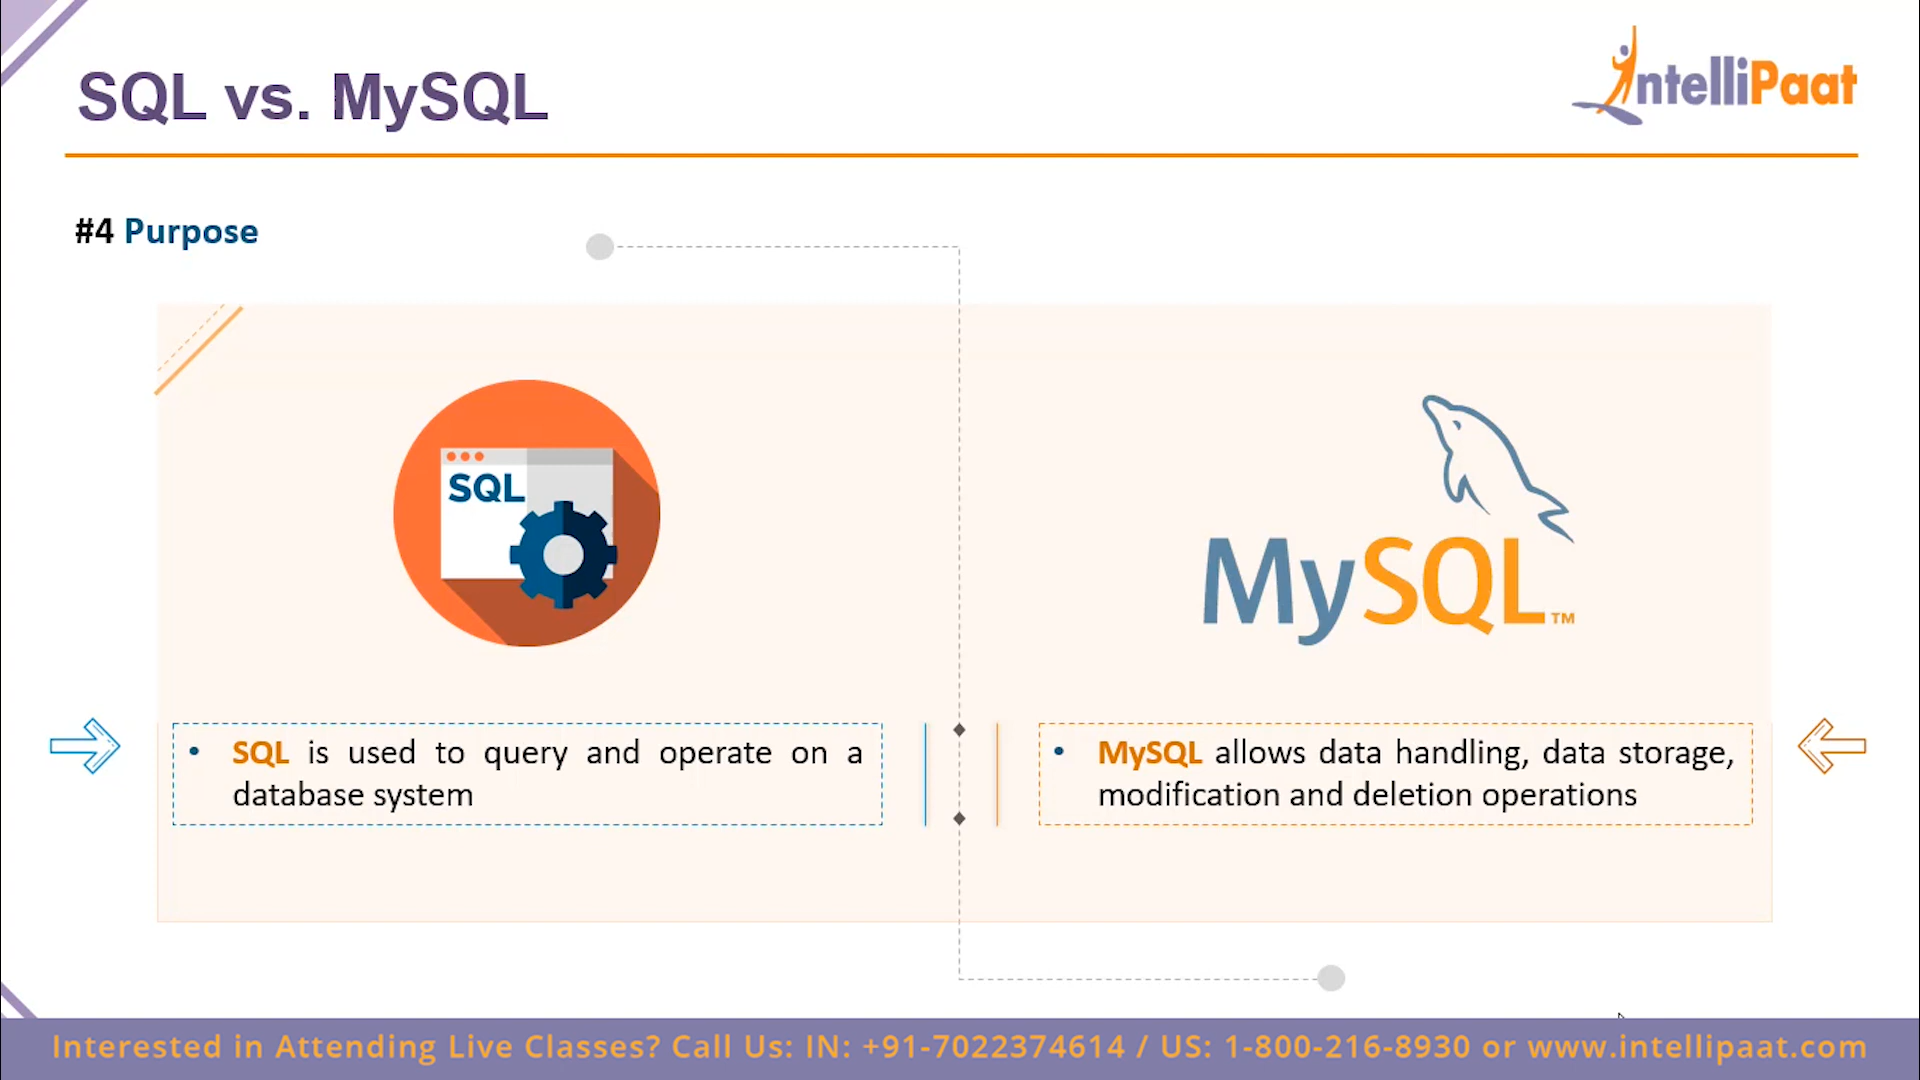 SQL vs. MySQL
IntelliPaat
#4 Purpose
SQL
MySQL™
• SQL is used to query and operate on a
database system
• MySQL allows data handling, data storage,
modification and deletion operations
Interested in Attending Live Classes? Call Us: IN: +91-7022374614 / US: 1-800-216-8930 or www.intellipaat.com